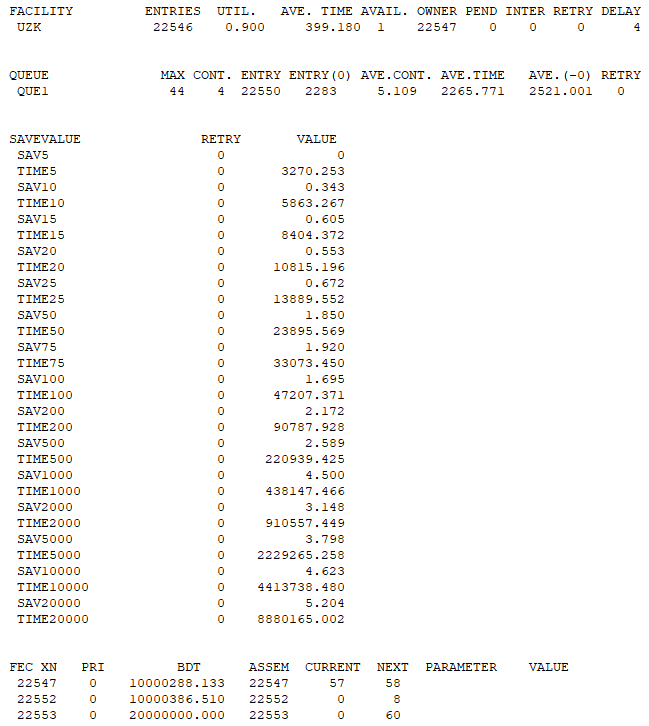 FACILITY ENTRIES UTIL. AVE. TIME AVAIL. OWNER PEND INTER RETRY DELAY
UZK 22546 0.900 399.180 1 22547 0 0 0 4
QUEUE MAX CONT. ENTRY ENTRY(0) AVE.CONT. AVE.TIME AVE.(-0) RETRY
QUE1 44 4 22550 2283 5.109 2265.771 2521.001 0
SAVEVALUE RETRY VALUE
SAV5 0 0
TIME5 0 3270.253
SAV10 0 0.343
TIME10 0 5863.267
SAV15 0 0.605
TIME15 0 8404.372
SAV20 0 0.553
TIME20 0 10815.196
SAV25 0 0.672
TIME25 0 13889.552
SAV50 0 1.850
TIME50 0 23895.569
SAV75 0 1.920
TIME75 0 33073.450
SAV100 0 1.695
TIME100 0 47207.371
SAV200 0 2.172
TIME200 0 90787.928
SAV500 0 2.589
TIME500 0 220939.425
SAV1000 0 4.500
TIME1000 0 438147.466
SAV2000 0 3.148
TIME2000 0 910557.449
SAV5000 0 3.798
TIME5000 0 2229265.258
SAV10000 0 4.623
TIME10000 0 4413738.480
SAV20000 0 5.204
TIME20000 0 8880165.002
FEC XN PRI BDT ASSEM CURRENT NEXT PARAMETER VALUE
22547 0 10000288.133 22547 57 58
22552 0 10000386.510 22552 0 8
22553 0 20000000.000 22553 0 60